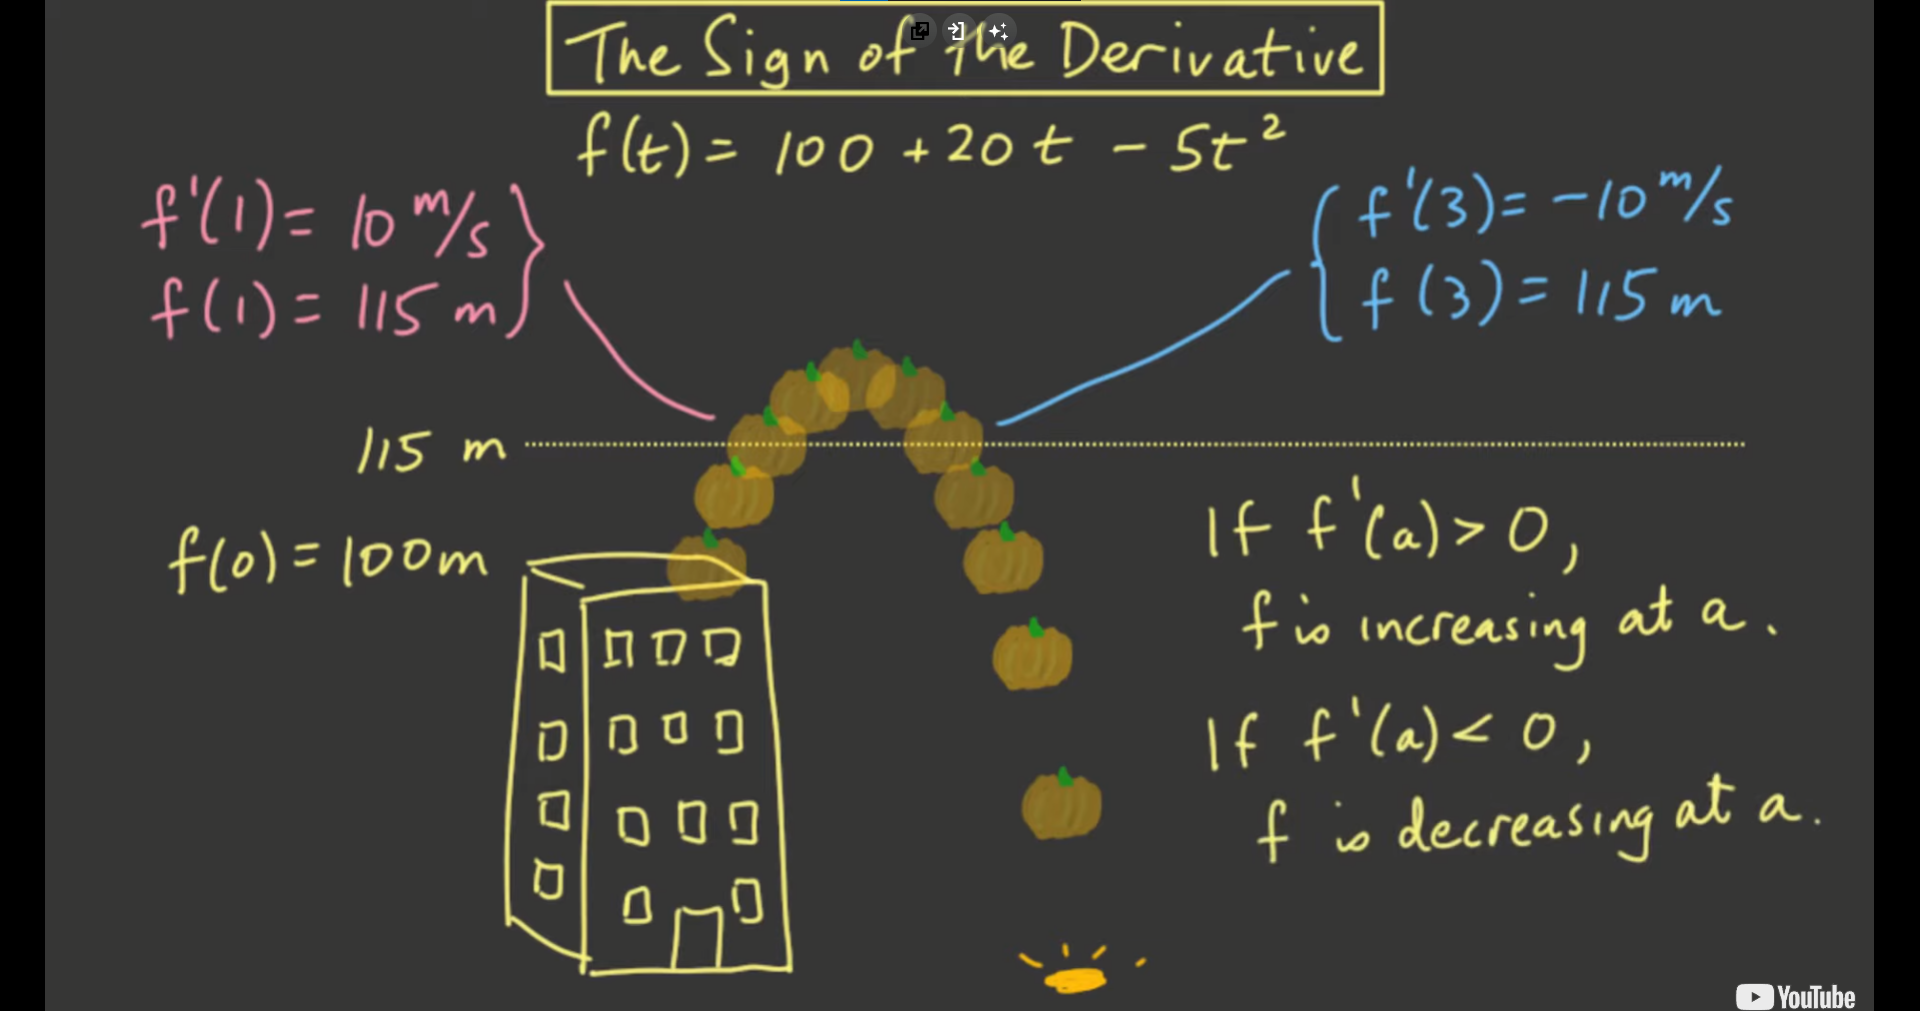 The Sign of the Derivative
f(t) = 100 + 20t - 5t²
f'(1) = 10 m/s
f(1) = 115 m
f'(3) = -10 m/s
f(3) = 115 m
115 m
f(0) = 100m
If f'(a) > 0,
f is increasing at a.
If f'(a) < 0,
f is decreasing at a.
YouTube